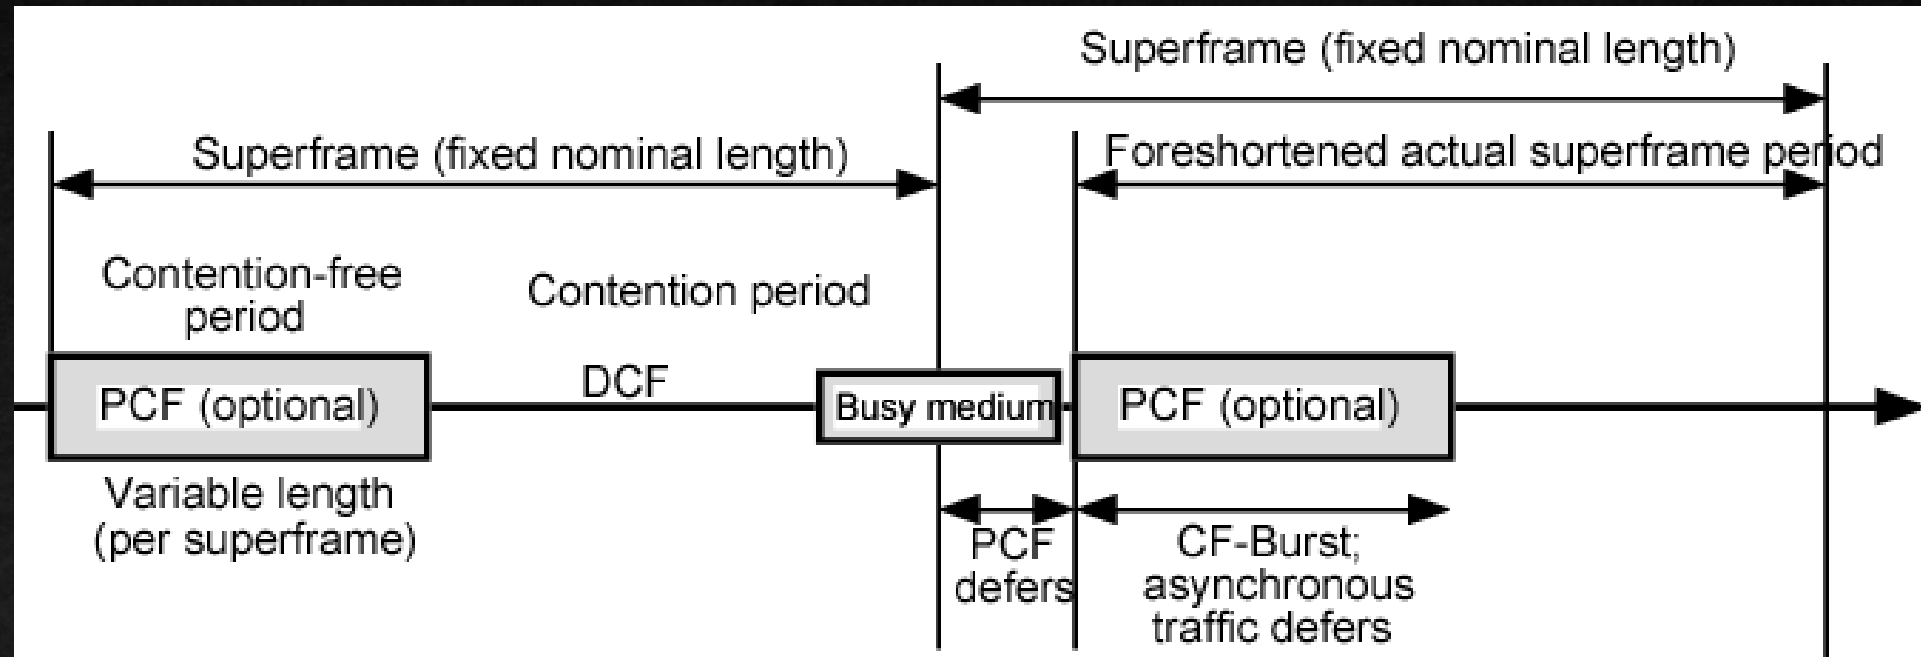 Superframe (fixed nominal length)
Superframe (fixed nominal length)
Foreshortened actual superframe period
Contention-free
period
Contention period
DCF
PCF (optional)
Busy medium
PCF (optional)
Variable length
(per superframe)
PCF
defers
CF-Burst;
asynchronous
traffic defers